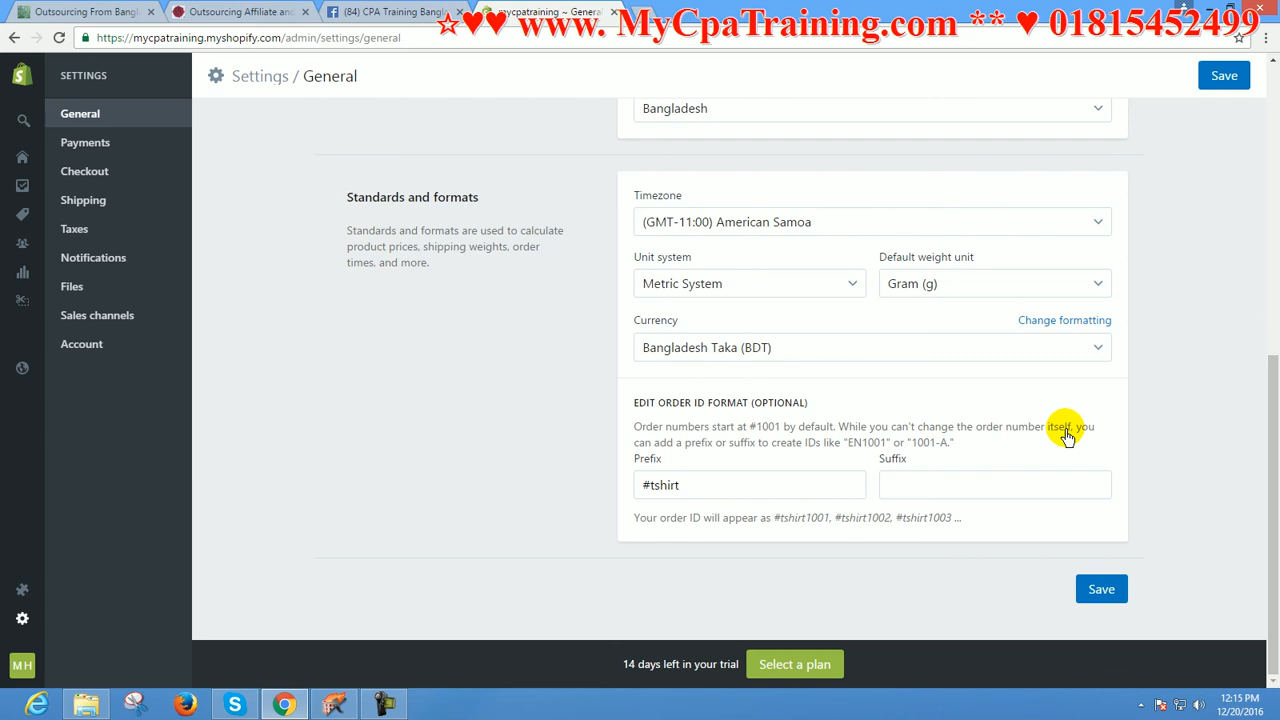 Outsourcing From Bangl
Outsourcing Affiliate and
(84) CPA Training Bangl
mycpatraining ~ General
☆♥♥ www. MyCpaTraining.com ** ♥ 01815452499
https://mycpatraining.myshopify.com/admin/settings/general
SETTINGS
Settings / General
Save
General
Payments
Checkout
Shipping
Taxes
Notifications
Files
Sales channels
Account
MH
Bangladesh
Standards and formats
Standards and formats are used to calculate
product prices, shipping weights, order
times, and more.
Timezone
(GMT-11:00) American Samoa
Unit system
Default weight unit
Metric System
Gram (g)
Currency
Change formatting
Bangladesh Taka (BDT)
EDIT ORDER ID FORMAT (OPTIONAL)
Order numbers start at #1001 by default. While you can't change the order number itself, you
can add a prefix or suffix to create IDs like "EN1001" or "1001-A."
Prefix
Suffix
#tshirt
Your order ID will appear as #tshirt1001, #tshirt1002, #tshirt1003 ...
Save
14 days left in your trial
Select a plan
12:15 PM
12/20/2016